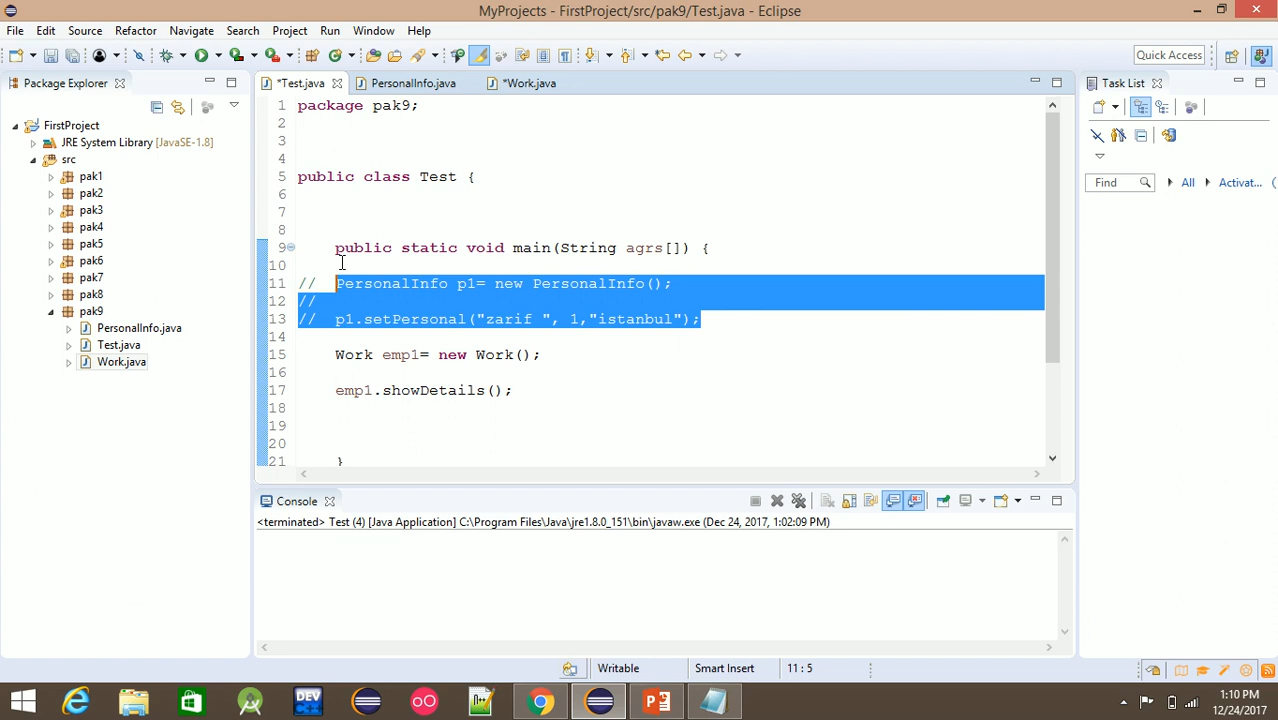 MyProjects - FirstProject/src/pak9/Test.java - Eclipse
File Edit Source Refactor Navigate Search Project Run Window Help
Quick Access
Package Explorer
*Test.java
PersonalInfo.java
*Work.java
Task List
FirstProject
JRE System Library [JavaSE-1.8]
src
pak1
pak2
pak3
pak4
pak5
pak6
pak7
pak8
pak9
PersonalInfo.java
Test.java
Work.java
1 package pak9;
2
3
4
5 public class Test {
6
7
8
9 public static void main(String agrs[]) {
10
11 // PersonalInfo p1= new PersonalInfo();
12 //
13 // p1.setPersonal("zarif ", 1,"istanbul");
14
15 Work emp1= new Work();
16
17 emp1.showDetails();
18
19
20
21 }
Find All Activat...
Console
<terminated> Test (4) [Java Application] C:\Program Files\Java\jre1.8.0_151\bin\javaw.exe (Dec 24, 2017, 1:02:09 PM)
Writable Smart Insert 11 : 5
DEV
1:10 PM
12/24/2017